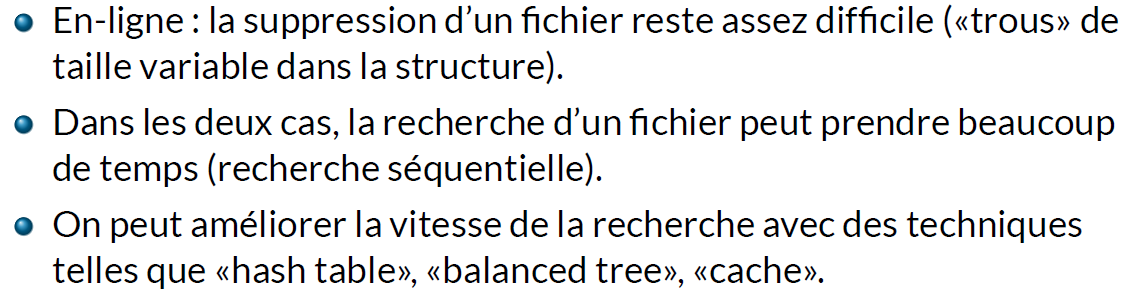 En-ligne : la suppression d’un fichier reste assez difficile («trous» de
taille variable dans la structure).
Dans les deux cas, la recherche d’un fichier peut prendre beaucoup
de temps (recherche séquentielle).
On peut améliorer la vitesse de la recherche avec des techniques
telles que «hash table», «balanced tree», «cache».